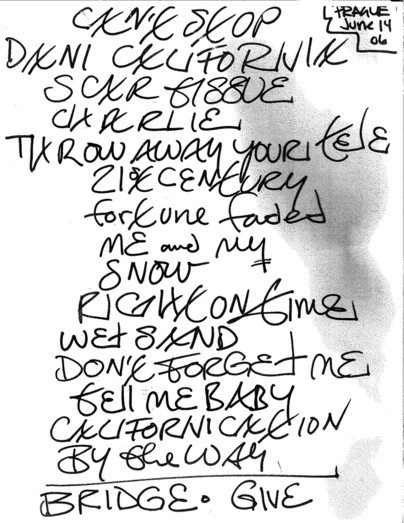 PRAGUE
JUNE 14
06
CAN'T STOP
DANI CALIFORNIA
SCAR TISSUE
CHARLIE
THROW AWAY YOUR tele
21st CENTURY
fortune faded
ME and MY
SNOW
RIGHT ON TIME
WET SAND
DON'T FORGET ME
tell ME BABY
CALIFORNICATION
BY the WAY
BRIDGE. GIVE